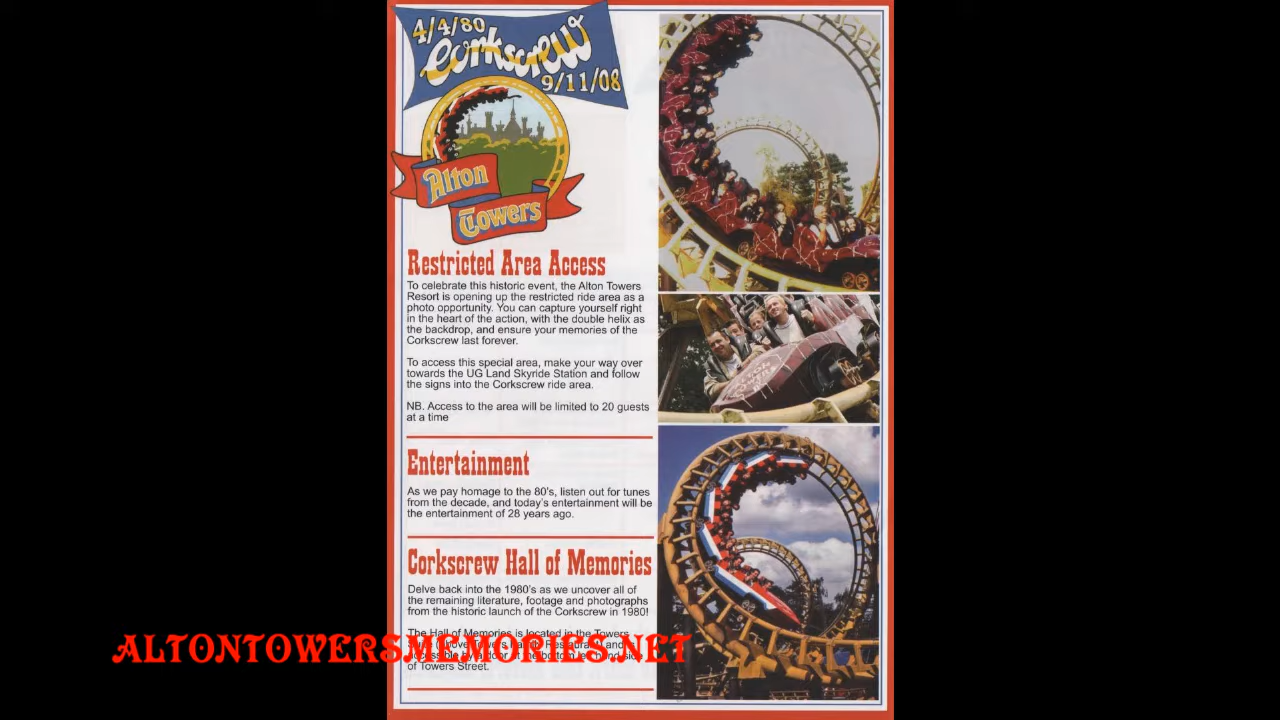 4/4/80
Corkscrew
9/11/08
Alton
Towers
Restricted Area Access
To celebrate this historic event, the Alton Towers
Resort is opening up the restricted ride area as a
photo opportunity. You can capture yourself right
in the heart of the action, with the double helix as
the backdrop, and ensure your memories of the
Corkscrew last forever.
To access this special area, make your way over
towards the UG Land Skyride Station and follow
the signs into the Corkscrew ride area.
NB. Access to the area will be limited to 20 guests
at a time
Entertainment
As we pay homage to the 80's, listen out for tunes
from the decade, and today's entertainment will be
the entertainment of 28 years ago.
Corkscrew Hall of Memories
Delve back into the 1980's as we uncover all of
the remaining literature, footage and photographs
from the historic launch of the Corkscrew in 1980!
The Hall of Memories is located in the Towers
ALTONTOWERSMEMORIES.NET
of Towers Street.